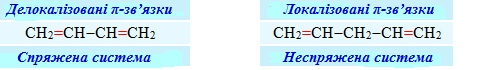 Делокалізовані π-зв’язки
CH₂=CH–CH=CH₂
Спряжена система
Локалізовані π-зв’язки
CH₂=CH-CH₂-CH=CH₂
Неспряжена система